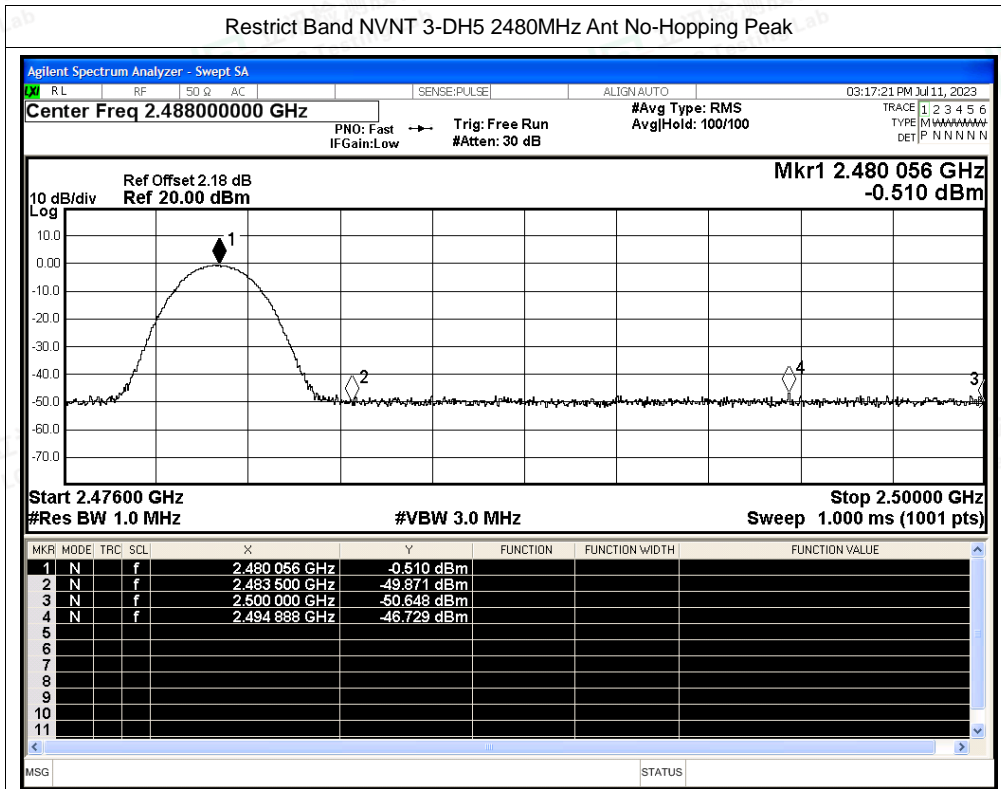 Restrict Band NVNT 3-DH5 2480MHz Ant No-Hopping Peak
Agilent Spectrum Analyzer - Swept SA
LXI RL RF 50 Ω AC SENSE:PULSE ALIGN AUTO 03:17:21 PM Jul 11, 2023
Center Freq 2.488000000 GHz #Avg Type: RMS TRACE 1 2 3 4 5 6
PNO: Fast Trig: Free Run Avg|Hold: 100/100 TYPE M
IFGain:Low #Atten: 30 dB DET P N N N N N
Mkr1 2.480 056 GHz
-0.510 dBm
Ref Offset 2.18 dB
10 dB/div Ref 20.00 dBm
Log
10.0
1
0.00
-10.0
-20.0
-30.0
-40.0
2
4
3
-50.0
-60.0
-70.0
Start 2.47600 GHz Stop 2.50000 GHz
#Res BW 1.0 MHz #VBW 3.0 MHz Sweep 1.000 ms (1001 pts)
MKR MODE TRC SCL X Y FUNCTION FUNCTION WIDTH FUNCTION VALUE
1 N f 2.480 056 GHz -0.510 dBm
2 N f 2.483 500 GHz -49.871 dBm
3 N f 2.500 000 GHz -50.648 dBm
4 N f 2.494 888 GHz -46.729 dBm
5
6
7
8
9
10
11
MSG STATUS